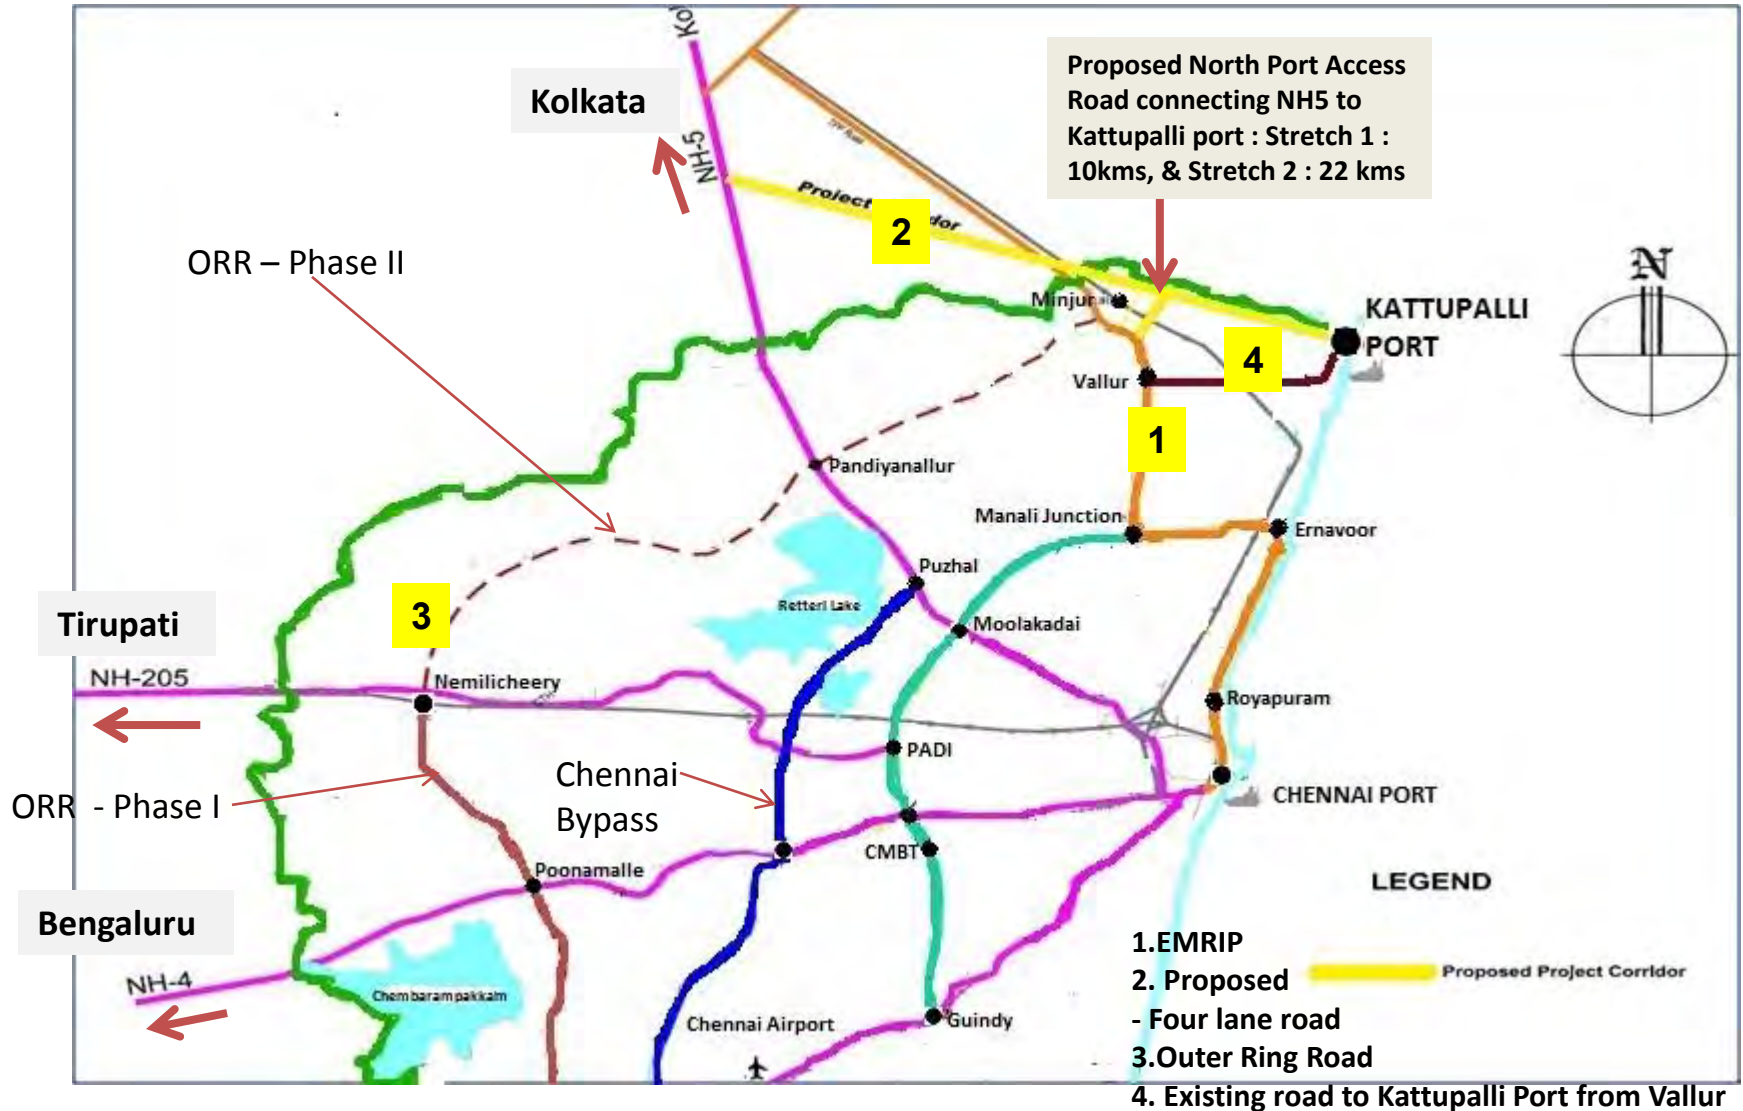 Kol
Kolkata
Proposed North Port Access
Road connecting NH5 to
Kattupalli port : Stretch 1 :
10kms, & Stretch 2 : 22 kms
NH-5
Project
dor
2
ORR – Phase II
N
Minjur
KATTUPALLI
PORT
4
Vallur
1
Pandiyanallur
Manali Junction
Ernavoor
Puzhal
Retteri Lake
3
Moolakadai
Tirupati
NH-205
Nemilicheery
Royapuram
PADI
Chennai
Bypass
ORR - Phase I
CHENNAI PORT
CMBT
Poonamalle
LEGEND
Bengaluru
NH-4
Chembarampakkam
Chennai Airport
Guindy
1.EMRIP
2. Proposed
- Four lane road
3.Outer Ring Road
4. Existing road to Kattupalli Port from Vallur
Proposed Project Corridor